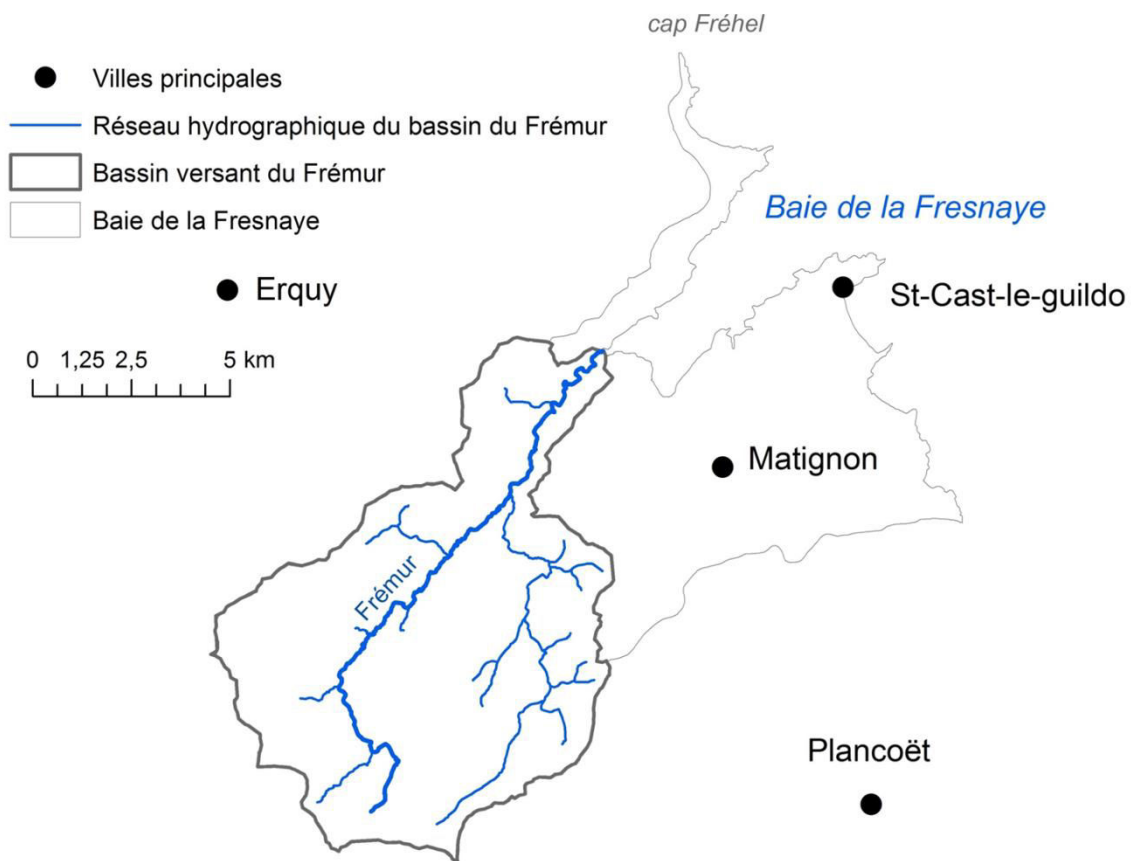 cap Fréhel
Villes principales
Réseau hydrographique du bassin du Frémur
Bassin versant du Frémur
Baie de la Fresnaye
Baie de la Fresnaye
Erquy
St-Cast-le-guildo
0 1,25 2,5 5 km
Matignon
Frémur
Plancoët